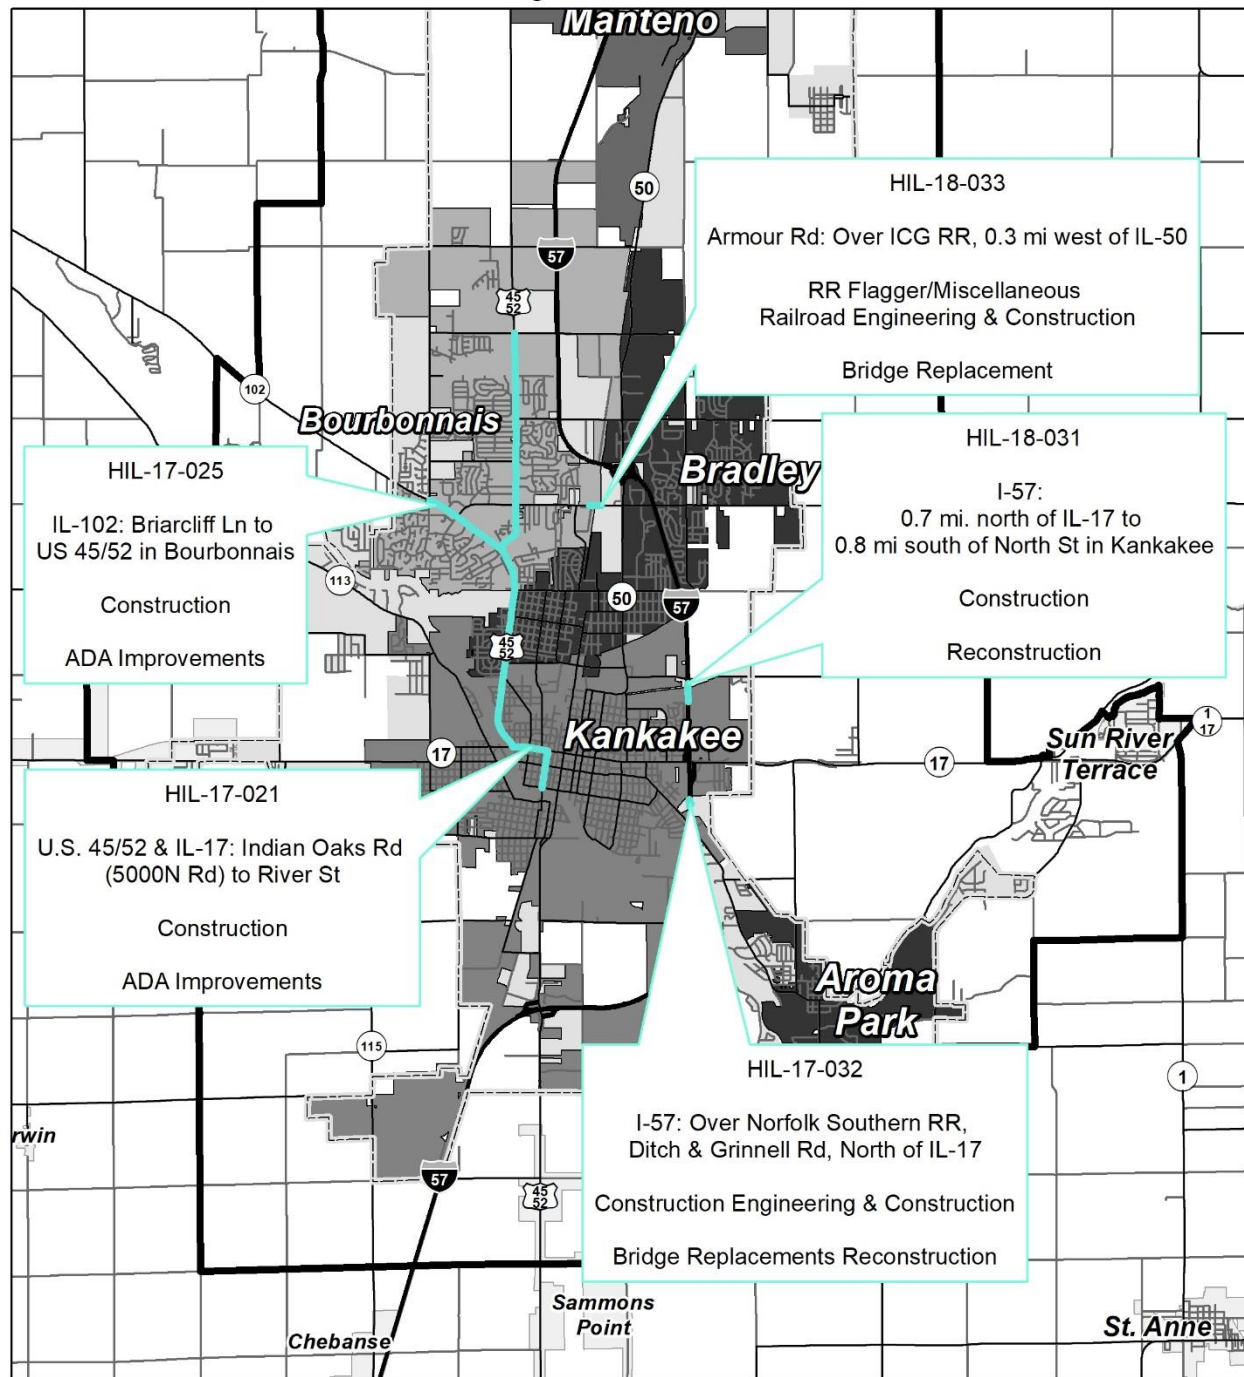 Manteno
50
57
45
52
HIL-18-033
Armour Rd: Over ICG RR, 0.3 mi west of IL-50
RR Flagger/Miscellaneous
Railroad Engineering & Construction
Bridge Replacement
102
Bourbonnais
Bradley
HIL-17-025
IL-102: Briarcliff Ln to
US 45/52 in Bourbonnais
Construction
ADA Improvements
HIL-18-031
I-57:
0.7 mi. north of IL-17 to
0.8 mi south of North St in Kankakee
Construction
Reconstruction
113
50
57
45
52
Kankakee
17
17
1
17
Sun River
Terrace
HIL-17-021
U.S. 45/52 & IL-17: Indian Oaks Rd
(5000N Rd) to River St
Construction
ADA Improvements
Aroma
Park
115
1
HIL-17-032
I-57: Over Norfolk Southern RR,
Ditch & Grinnell Rd, North of IL-17
Construction Engineering & Construction
Bridge Replacements Reconstruction
rwin
57
45
52
Sammons
Point
Chebanse
St. Anne